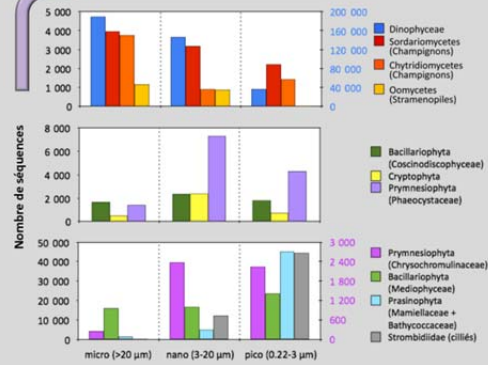 5 000
4 000
3 000
2 000
1 000
0
200 000
160 000
120 000
80 000
40 000
0
Dinophyceae
Sordariomycetes
(Champignons)
Chytridiomycetes
(Champignons)
Oomycetes
(Stramenopiles)
Nombre de séquences
8 000
6 000
4 000
2 000
0
Bacillariophyta
(Coscinodiscophyceae)
Cryptophyta
Prymnesiophyta
(Phaeocystaceae)
50 000
40 000
30 000
20 000
10 000
0
3 000
2 400
1 800
1 200
600
0
Prymnesiophyta
(Chrysochromulinaceae)
Bacillariophyta
(Mediophyceae)
Prasinophyta
(Mamiellaceae +
Bathycoccaceae)
Strombidiidae (cilliés)
micro (>20 µm)
nano (3-20 µm)
pico (0.22-3 µm)